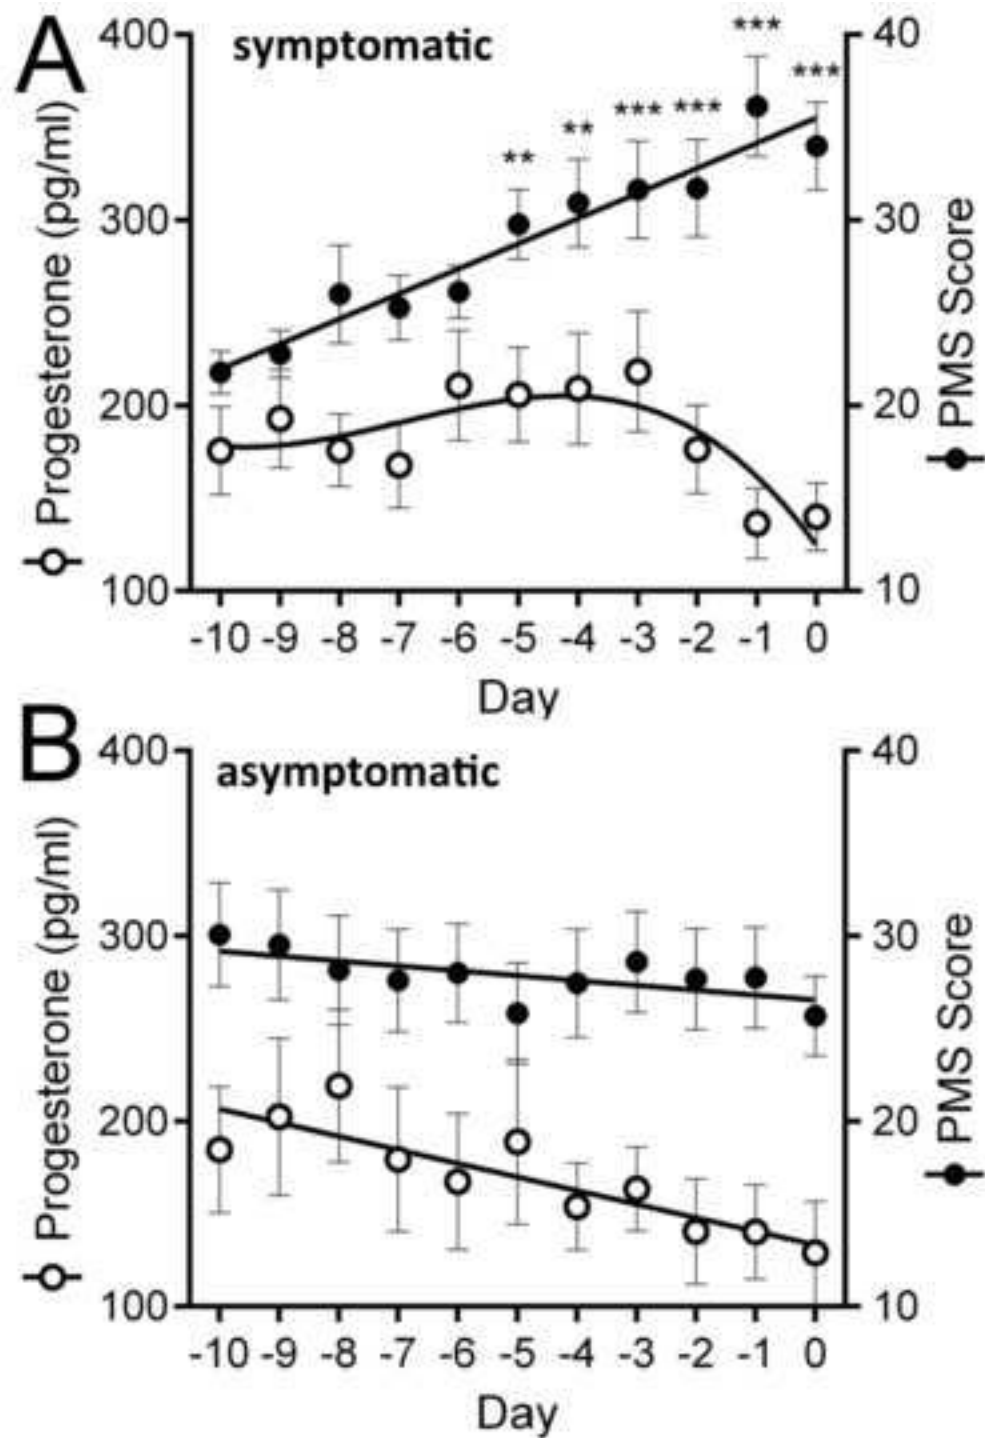 A
symptomatic
400
300
200
100
Progesterone (pg/ml)
40
30
20
10
PMS Score
** ** *** *** *** ***
-10 -9 -8 -7 -6 -5 -4 -3 -2 -1 0
Day
B
asymptomatic
400
300
200
100
Progesterone (pg/ml)
40
30
20
10
PMS Score
-10 -9 -8 -7 -6 -5 -4 -3 -2 -1 0
Day